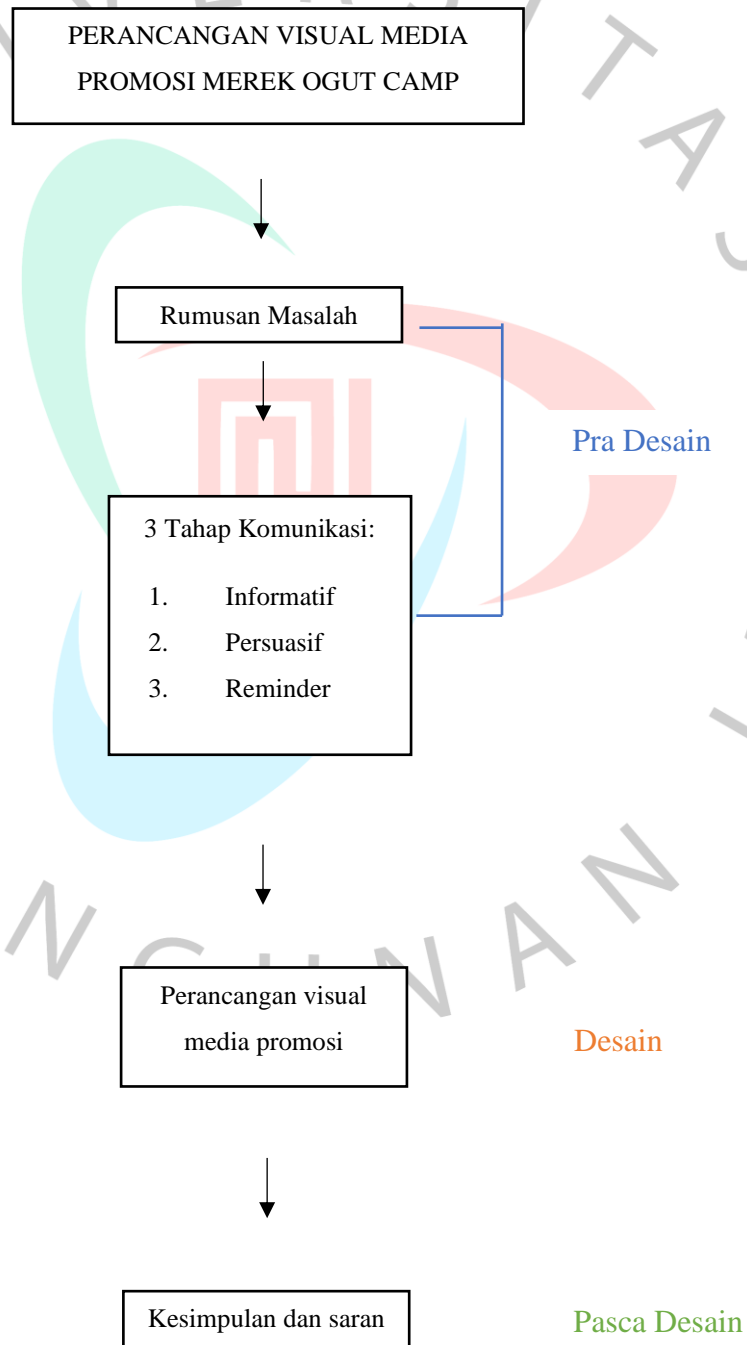 PERANCANGAN VISUAL MEDIA
PROMOSI MEREK OGUT CAMP
Rumusan Masalah
Pra Desain
3 Tahap Komunikasi:
1. Informatif
2. Persuasif
3. Reminder
Perancangan visual
media promosi
Desain
Kesimpulan dan saran
Pasca Desain